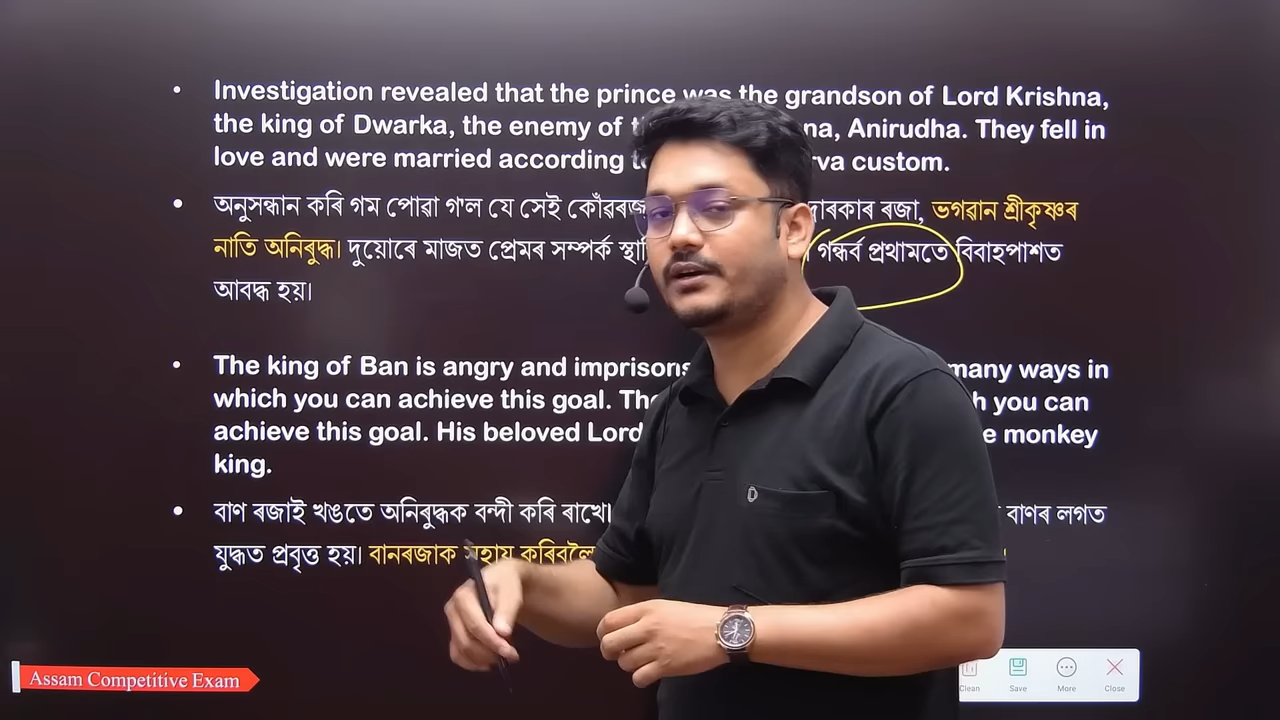 Investigation revealed that the prince was the grandson of Lord Krishna,
the king of Dwarka, the enemy of na, Anirudha. They fell in
love and were married according rva custom.
অনুসন্ধান কৰি গম পোৱা গ'ল যে সেই কোঁৱৰজ দ্বাৰকাৰ ৰজা, ভগৱান শ্ৰীকৃষ্ণৰ
নাতি অনিৰুদ্ধ। দুয়োৰে মাজত প্ৰেমৰ সম্পৰ্ক গন্ধৰ্ব প্ৰথামতে বিবাহপাশত
আবদ্ধ হয়।
The king of Ban is angry and imprisons many ways in
which you can achieve this goal. The h you can
achieve this goal. His beloved Lord e monkey
king.
বাণ ৰজাই খঙতে অনিৰুদ্ধক বন্দী কৰি ৰাখে। বাণৰ লগত
যুদ্ধত প্ৰবৃত্ত হয়। বানৰজাক সহায় কৰিবলৈ
Assam Competitive Exam
Clean Save More Close